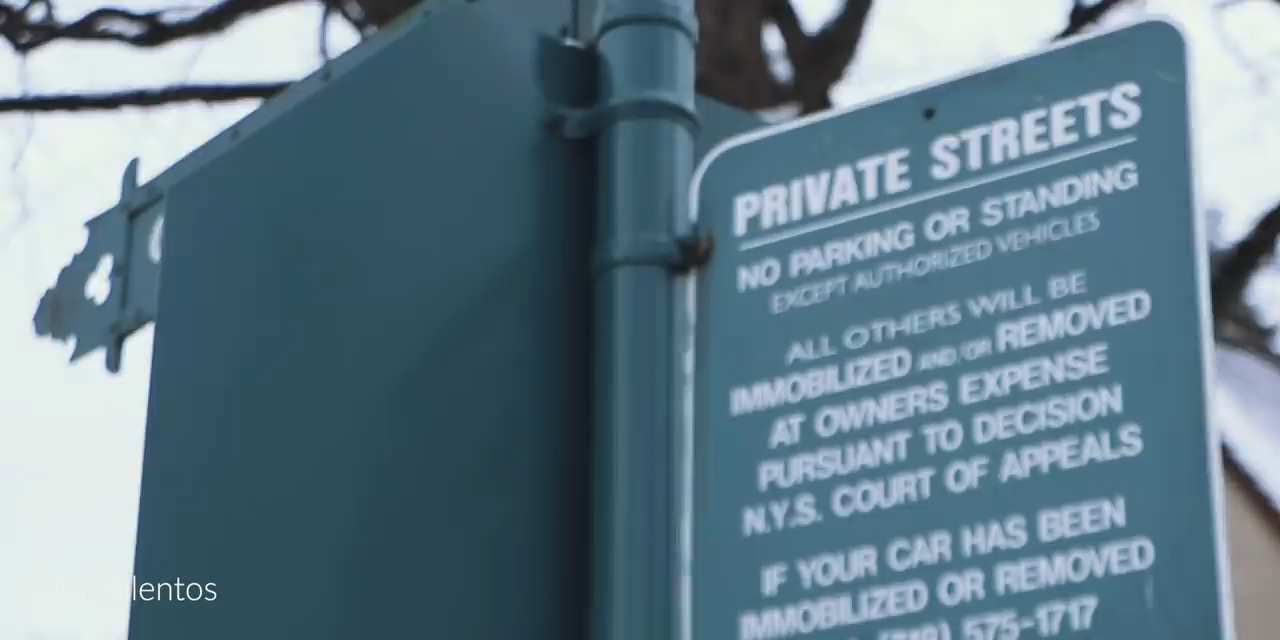 PRIVATE STREETS
NO PARKING OR STANDING
EXCEPT AUTHORIZED VEHICLES
ALL OTHERS WILL BE
IMMOBILIZED AND/OR REMOVED
AT OWNERS EXPENSE
PURSUANT TO DECISION
N.Y.S. COURT OF APPEALS
IF YOUR CAR HAS BEEN
IMMOBILIZED OR REMOVED
575-1717
lentos